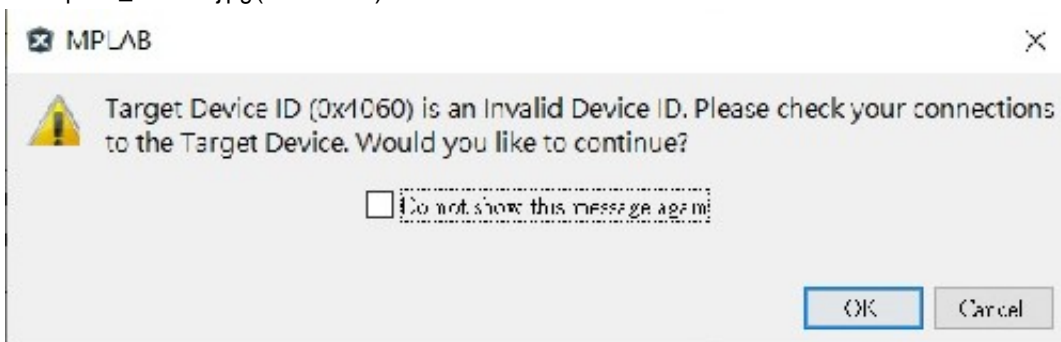 MPLAB
Target Device ID (0x4060) is an Invalid Device ID. Please check your connections
to the Target Device. Would you like to continue?
Do not show this message again
OK
Cancel